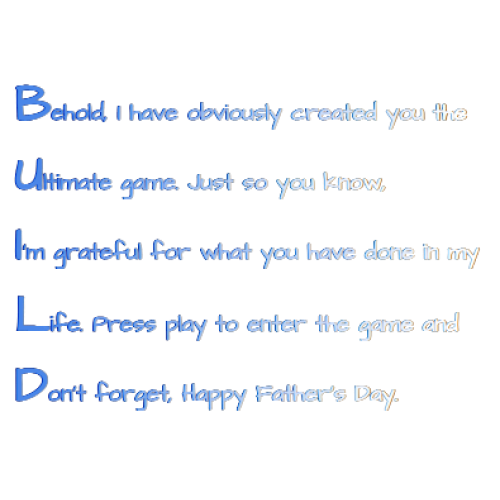 Behold, I have obviously created you the
Ultimate game. Just so you know,
I'm grateful for what you have done in my
Life. Press play to enter the game and
Don't forget, Happy Father's Day.